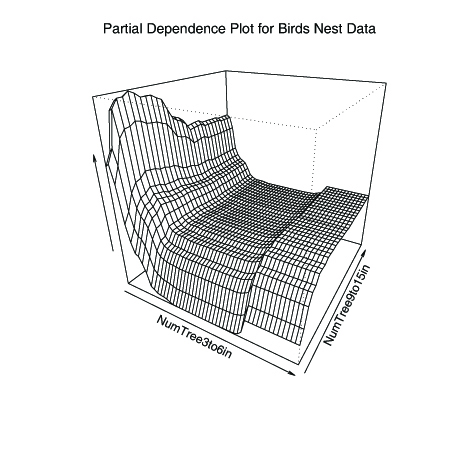 Partial Dependence Plot for Birds Nest Data
NumTree3to6in
NumTree9to15in